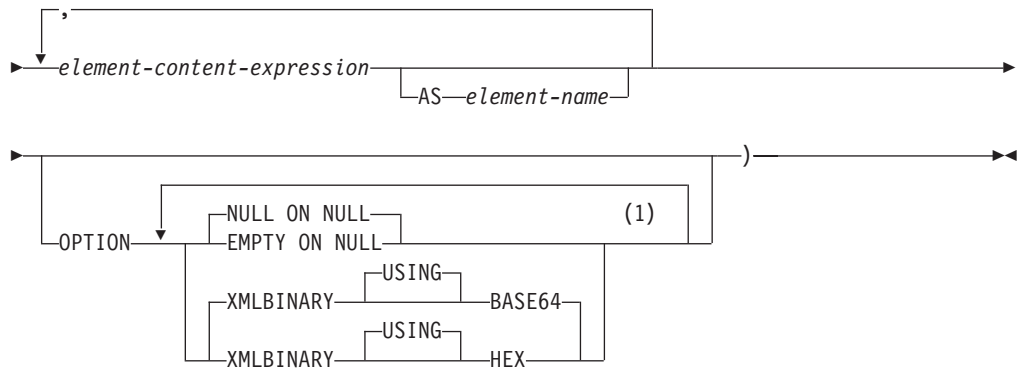 ,
element-content-expression
AS element-name
)
NULL ON NULL (1)
OPTION EMPTY ON NULL
USING
XMLBINARY BASE64
USING
XMLBINARY HEX